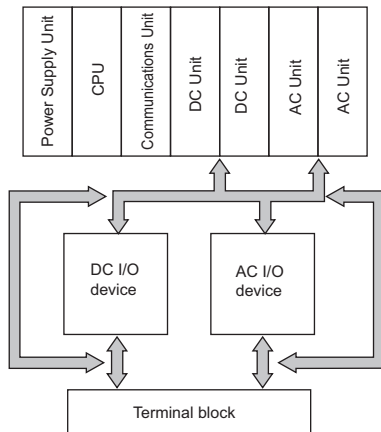 Power Supply Unit
CPU
Communications Unit
DC Unit
DC Unit
AC Unit
AC Unit
DC I/O
device
AC I/O
device
Terminal block